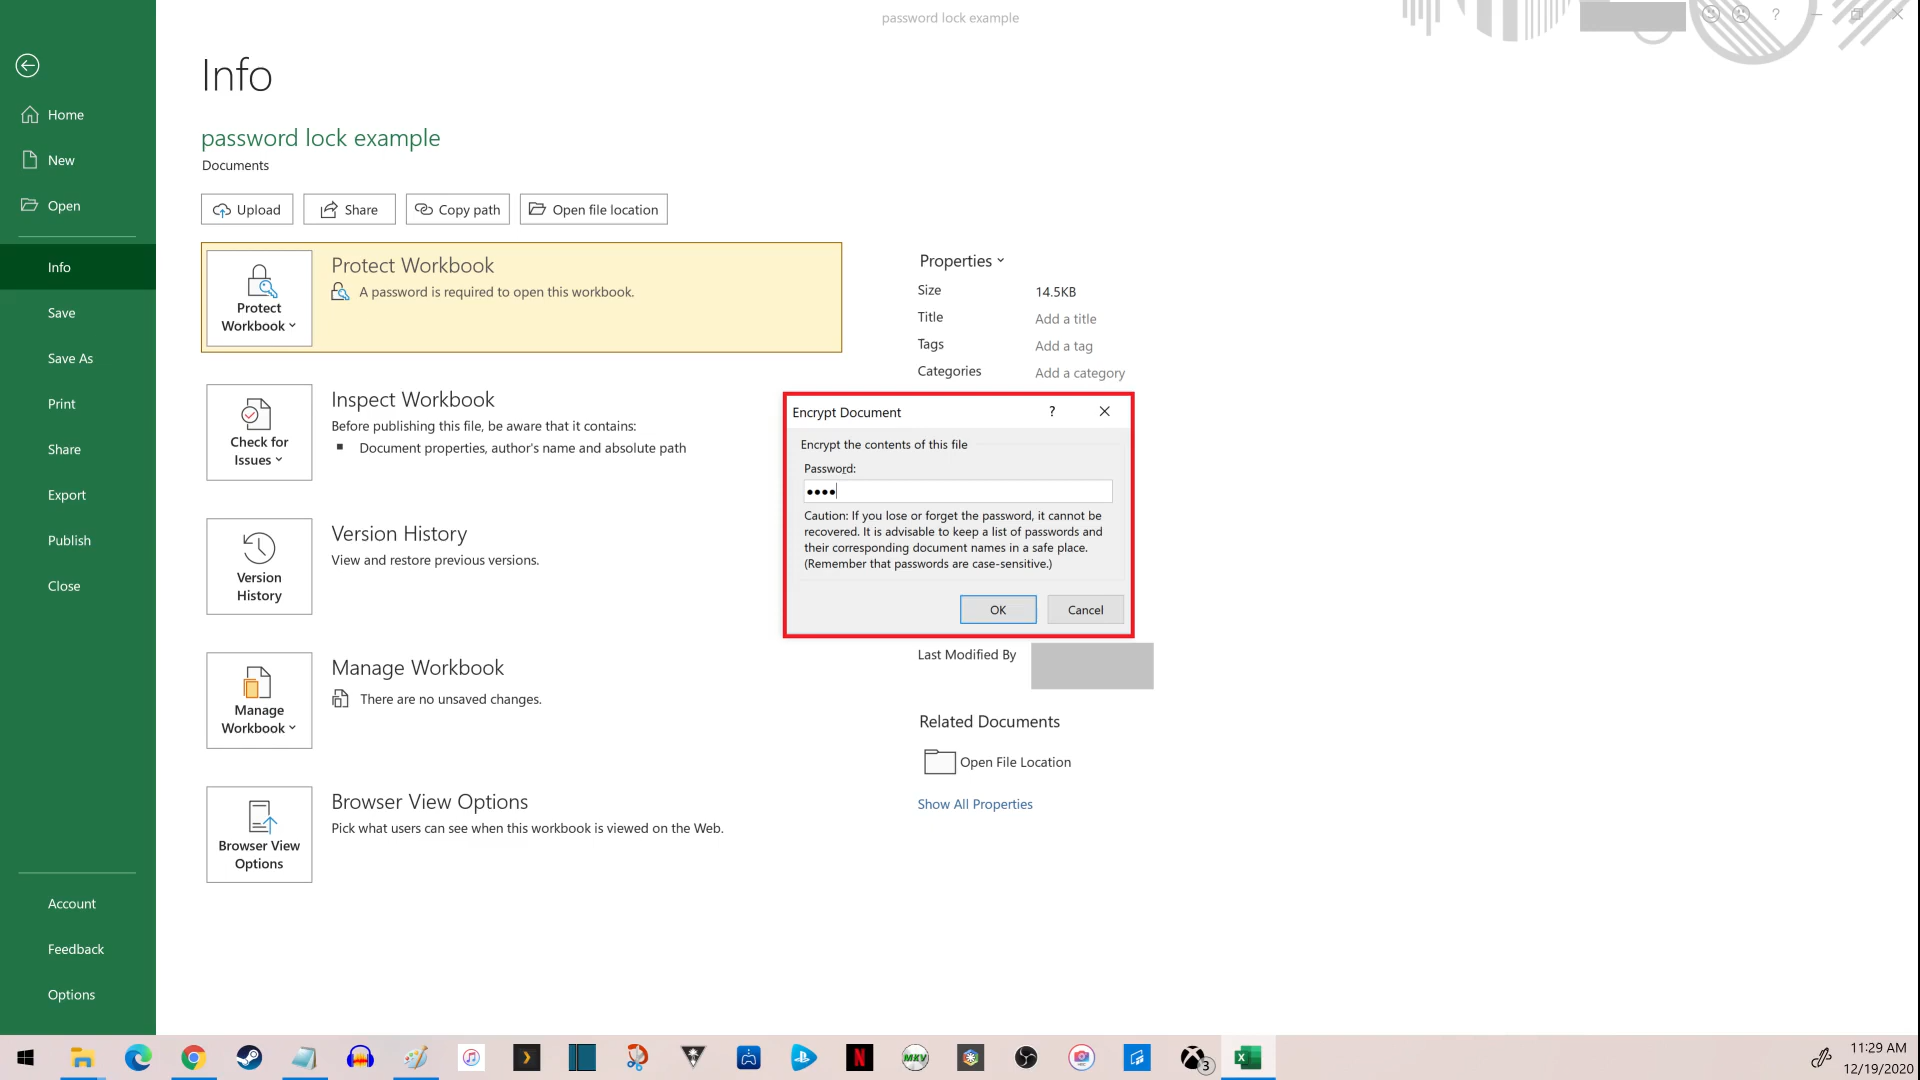 password lock example
?
Info
Home
New
Open
Info
Save
Save As
Print
Share
Export
Publish
Close
Account
Feedback
Options
password lock example
Documents
Upload
Share
Copy path
Open file location
Protect Workbook
Protect Workbook
A password is required to open this workbook.
Check for Issues
Inspect Workbook
Before publishing this file, be aware that it contains:
Document properties, author's name and absolute path
Version History
Version History
View and restore previous versions.
Manage Workbook
Manage Workbook
There are no unsaved changes.
Browser View Options
Browser View Options
Pick what users can see when this workbook is viewed on the Web.
Properties
Size 14.5KB
Title Add a title
Tags Add a tag
Categories Add a category
Encrypt Document ?
Encrypt the contents of this file
Password:
••••
Caution: If you lose or forget the password, it cannot be
recovered. It is advisable to keep a list of passwords and
their corresponding document names in a safe place.
(Remember that passwords are case-sensitive.)
OK Cancel
Last Modified By
Related Documents
Open File Location
Show All Properties
N
MKV
3
X
11:29 AM
12/19/2020